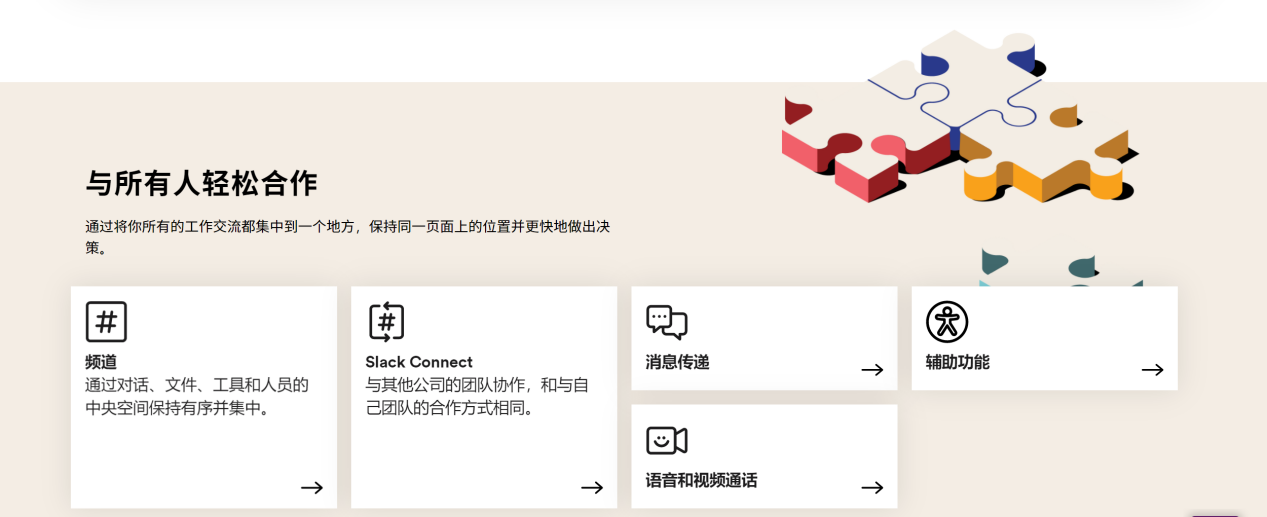 与所有人轻松合作
通过将你所有的工作交流都集中到一个地方，保持同一页面上的位置并更快地做出决
策。
频道
通过对话、文件、工具和人员的
中央空间保持有序并集中。
Slack Connect
与其他公司的团队协作，和与自
己团队的合作方式相同。
消息传递
语音和视频通话
辅助功能